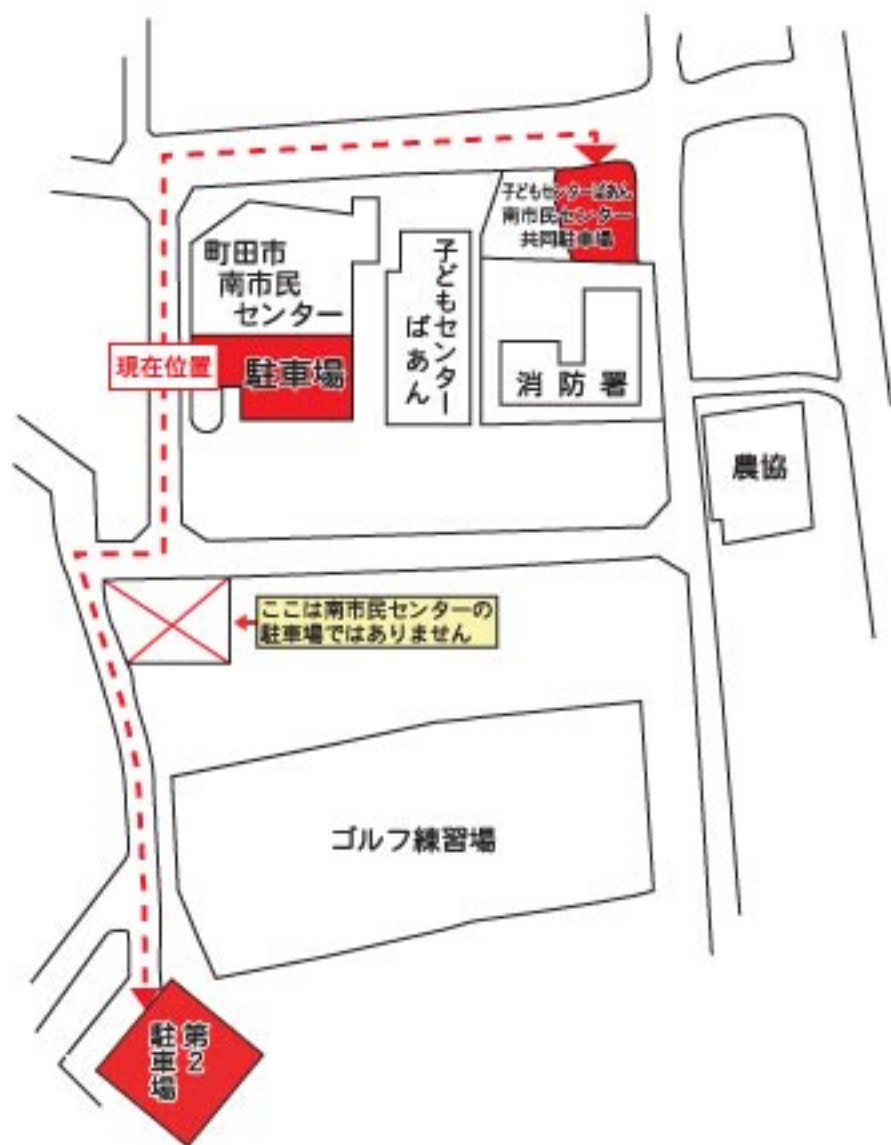 子どもセンターばあん
南市民センター
共同駐車場
町田市
南市民
センター
子どもセンター
ばあん
現在位置
駐車場
消防署
農協
ここは南市民センターの
駐車場ではありません
ゴルフ練習場
第2
駐車場